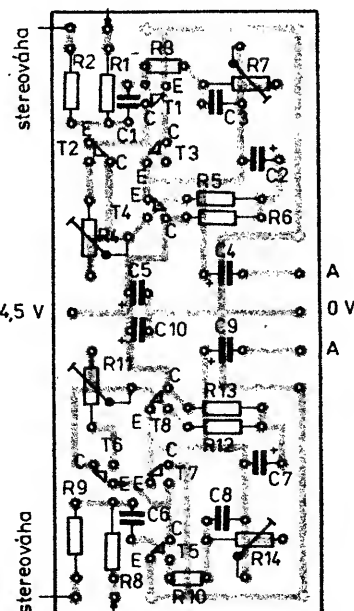 stereováha
R2 R1 R3 R7
E
C1 C T1 C3
E
T2 C C T3 C2
E
T4 R5
R4 C R6
C5 C4 A
4,5 V 0 V
C10 C9 A
R11 C R13
E T8 R12
T6 C
C T7 C7
R9 E E
C6 C8
C
E T5 R14
R8 R10
stereováha